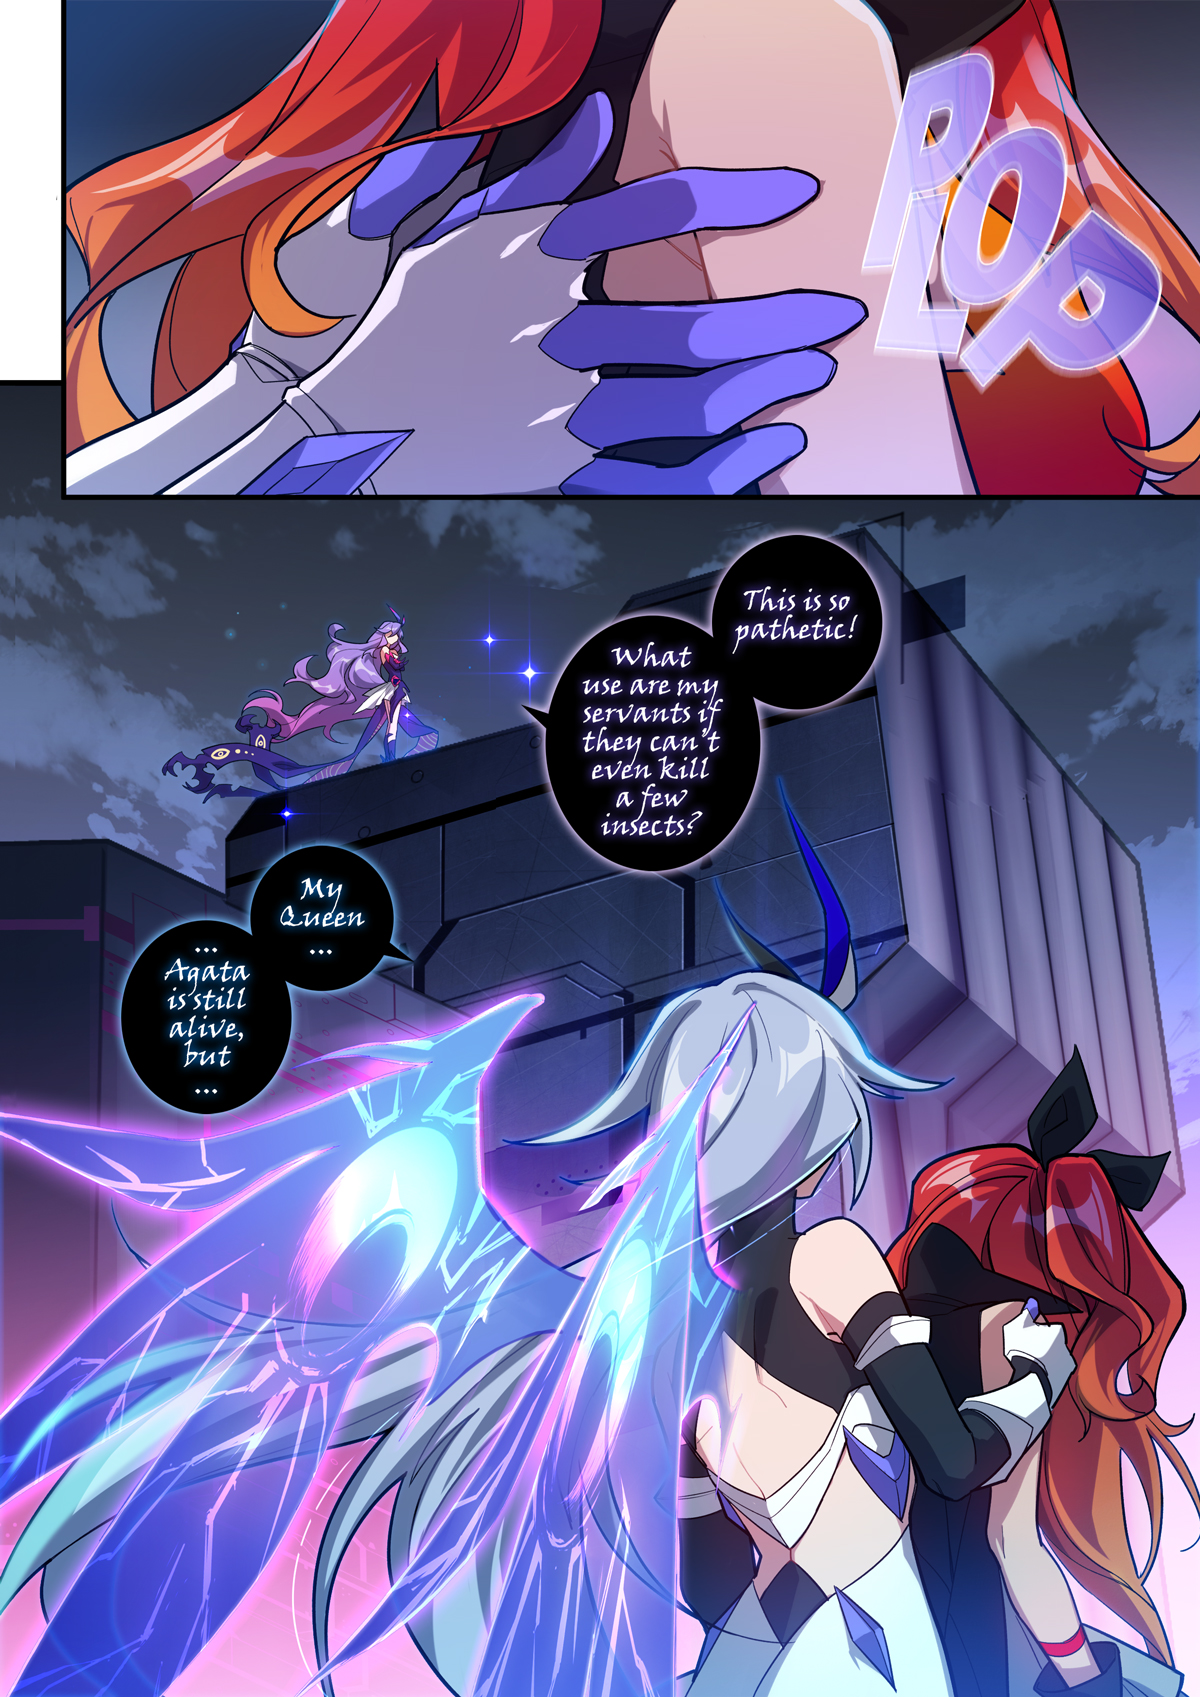 PLOP
This is so
pathetic!
What
use are my
servants if
they can't
even kill
a few
insects?
My
Queen
...
...
Agata
is still
alive,
but
...